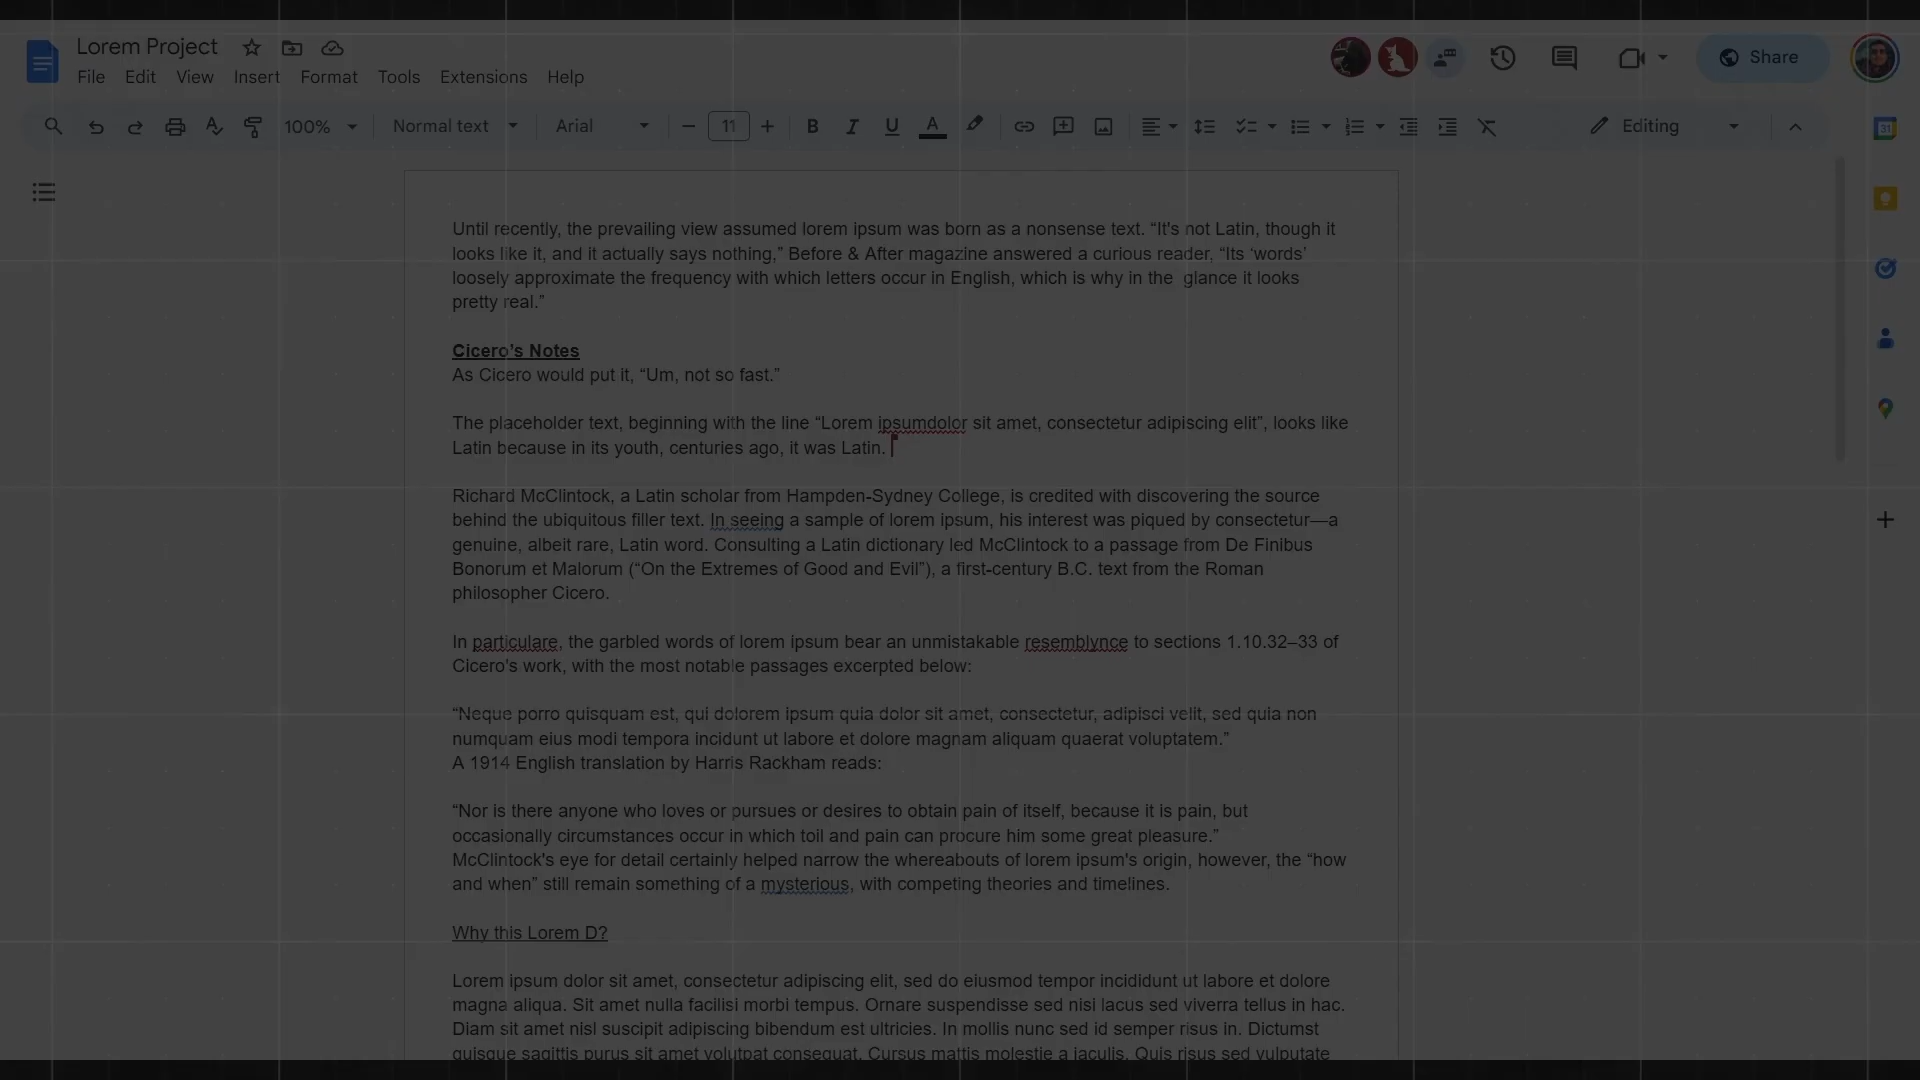 Lorem Project
File Edit View Insert Format Tools Extensions Help
Share
100% Normal text Arial 11 B I U A Editing
31
Until recently, the prevailing view assumed lorem ipsum was born as a nonsense text. “It's not Latin, though it
looks like it, and it actually says nothing,” Before & After magazine answered a curious reader, “Its ‘words’
loosely approximate the frequency with which letters occur in English, which is why in the  glance it looks
pretty real.”
Cicero’s Notes
As Cicero would put it, “Um, not so fast.”
The placeholder text, beginning with the line “Lorem ipsumdolor sit amet, consectetur adipiscing elit”, looks like
Latin because in its youth, centuries ago, it was Latin.
Richard McClintock, a Latin scholar from Hampden-Sydney College, is credited with discovering the source
behind the ubiquitous filler text. In seeing a sample of lorem ipsum, his interest was piqued by consectetur—a
genuine, albeit rare, Latin word. Consulting a Latin dictionary led McClintock to a passage from De Finibus
Bonorum et Malorum (“On the Extremes of Good and Evil”), a first-century B.C. text from the Roman
philosopher Cicero.
In particulare, the garbled words of lorem ipsum bear an unmistakable resemblynce to sections 1.10.32–33 of
Cicero's work, with the most notable passages excerpted below:
“Neque porro quisquam est, qui dolorem ipsum quia dolor sit amet, consectetur, adipisci velit, sed quia non
numquam eius modi tempora incidunt ut labore et dolore magnam aliquam quaerat voluptatem.”
A 1914 English translation by Harris Rackham reads:
“Nor is there anyone who loves or pursues or desires to obtain pain of itself, because it is pain, but
occasionally circumstances occur in which toil and pain can procure him some great pleasure.”
McClintock's eye for detail certainly helped narrow the whereabouts of lorem ipsum's origin, however, the “how
and when” still remain something of a mysterious, with competing theories and timelines.
Why this Lorem D?
Lorem ipsum dolor sit amet, consectetur adipiscing elit, sed do eiusmod tempor incididunt ut labore et dolore
magna aliqua. Sit amet nulla facilisi morbi tempus. Ornare suspendisse sed nisi lacus sed viverra tellus in hac.
Diam sit amet nisl suscipit adipiscing bibendum est ultricies. In mollis nunc sed id semper risus in. Dictumst
quisque sagittis purus sit amet volutpat consequat. Cursus mattis molestie a iaculis. Quis risus sed vulputate